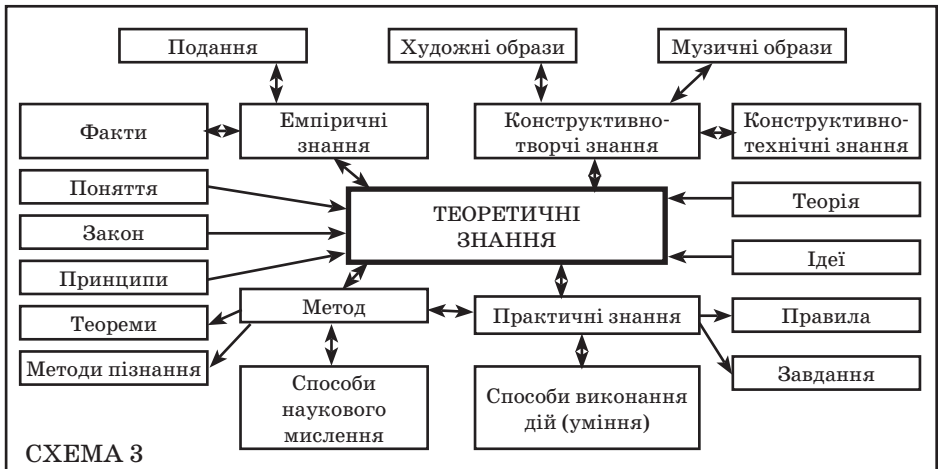 Подання
Художні образи
Музичні образи
Факти
Емпіричні
знання
Конструктивно-
творчі знання
Конструктивно-
технічні знання
Поняття
ТЕОРЕТИЧНІ
ЗНАННЯ
Теорія
Закон
Принципи
Ідеї
Теореми
Метод
Практичні знання
Правила
Методи пізнання
Способи
наукового
мислення
Способи виконання
дій (уміння)
Завдання
СХЕМА 3